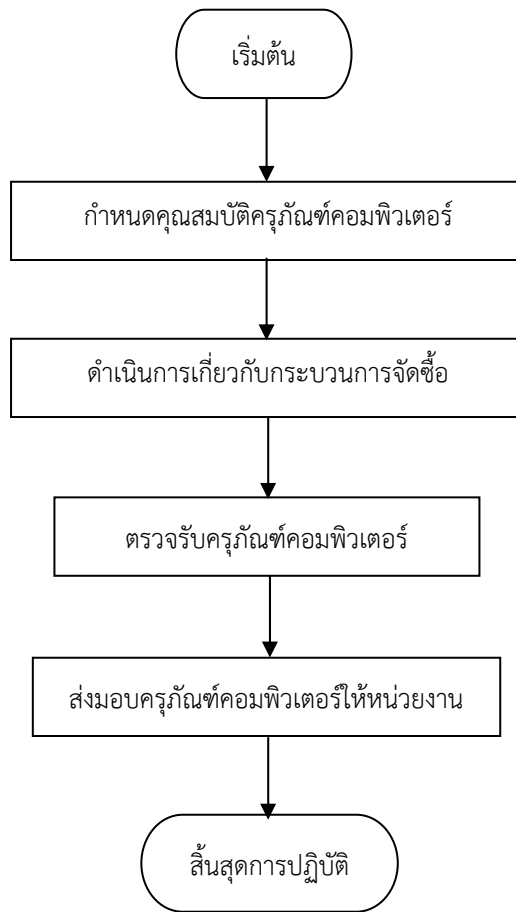 เริ่มต้น
กำหนดคุณสมบัติครุภัณฑ์คอมพิวเตอร์
ดำเนินการเกี่ยวกับกระบวนการจัดซื้อ
ตรวจรับครุภัณฑ์คอมพิวเตอร์
ส่งมอบครุภัณฑ์คอมพิวเตอร์ให้หน่วยงาน
สิ้นสุดการปฏิบัติ